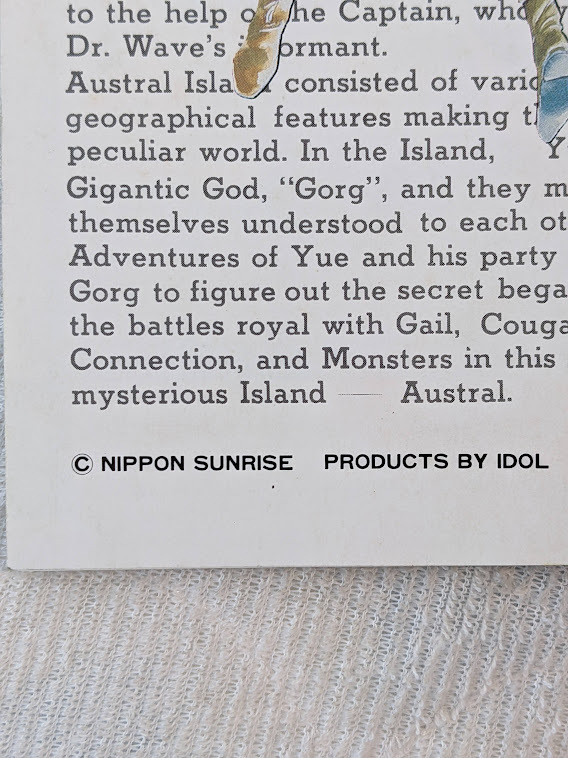 to the help o he Captain, who
Dr. Wave's ormant.
Austral Isla consisted of vario
geographical features making t
peculiar world. In the Island, Y
Gigantic God, “Gorg”, and they m
themselves understood to each ot
Adventures of Yue and his party
Gorg to figure out the secret bega
the battles royal with Gail, Couga
Connection, and Monsters in this
mysterious Island — Austral.
© NIPPON SUNRISE PRODUCTS BY IDOL